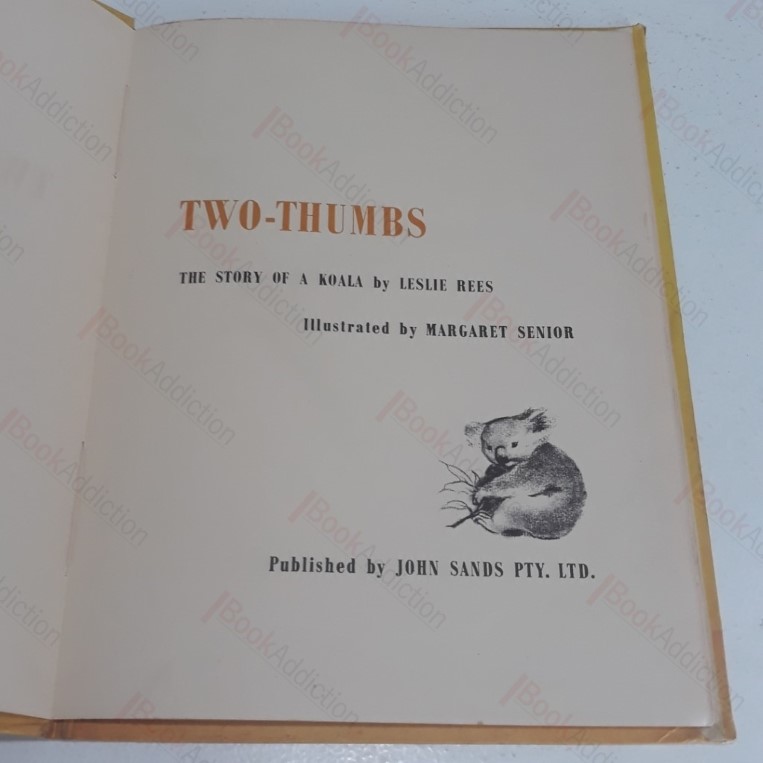 TWO-THUMBS
THE STORY OF A KOALA by LESLIE REES
Illustrated by MARGARET SENIOR
Published by JOHN SANDS PTY. LTD.
BookAddiction